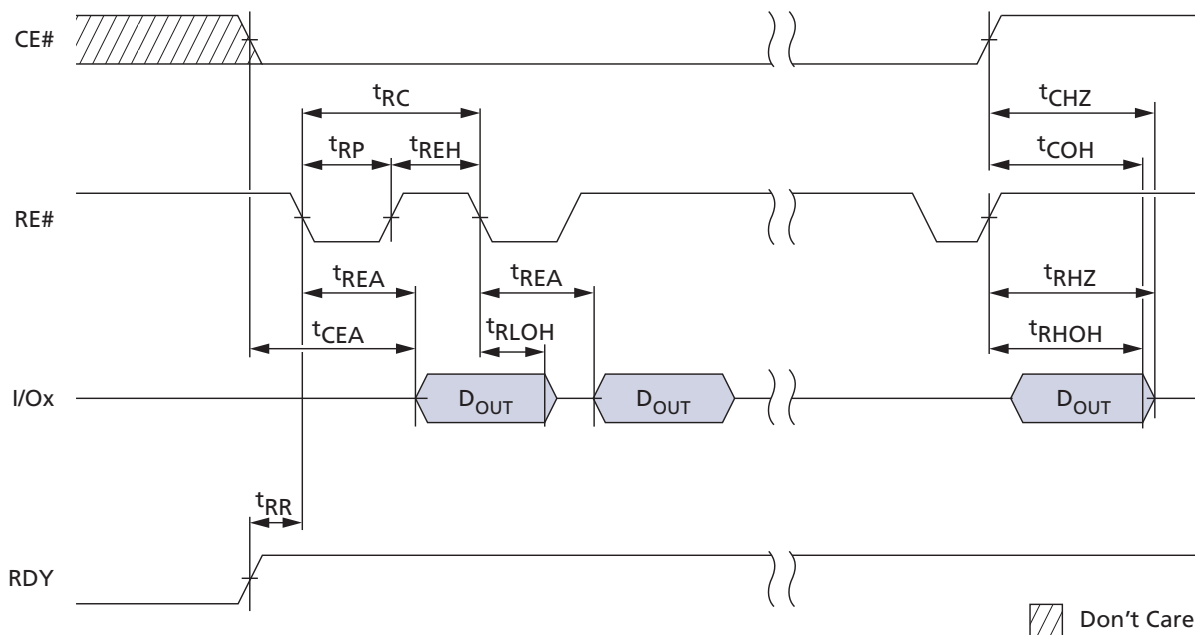 CE#
tRC
tCHZ
tRP
tREH
tCOH
RE#
tREA
tREA
tRHZ
tCEA
tRLOH
tRHOH
I/Ox
DOUT
DOUT
DOUT
tRR
RDY
Don't Care